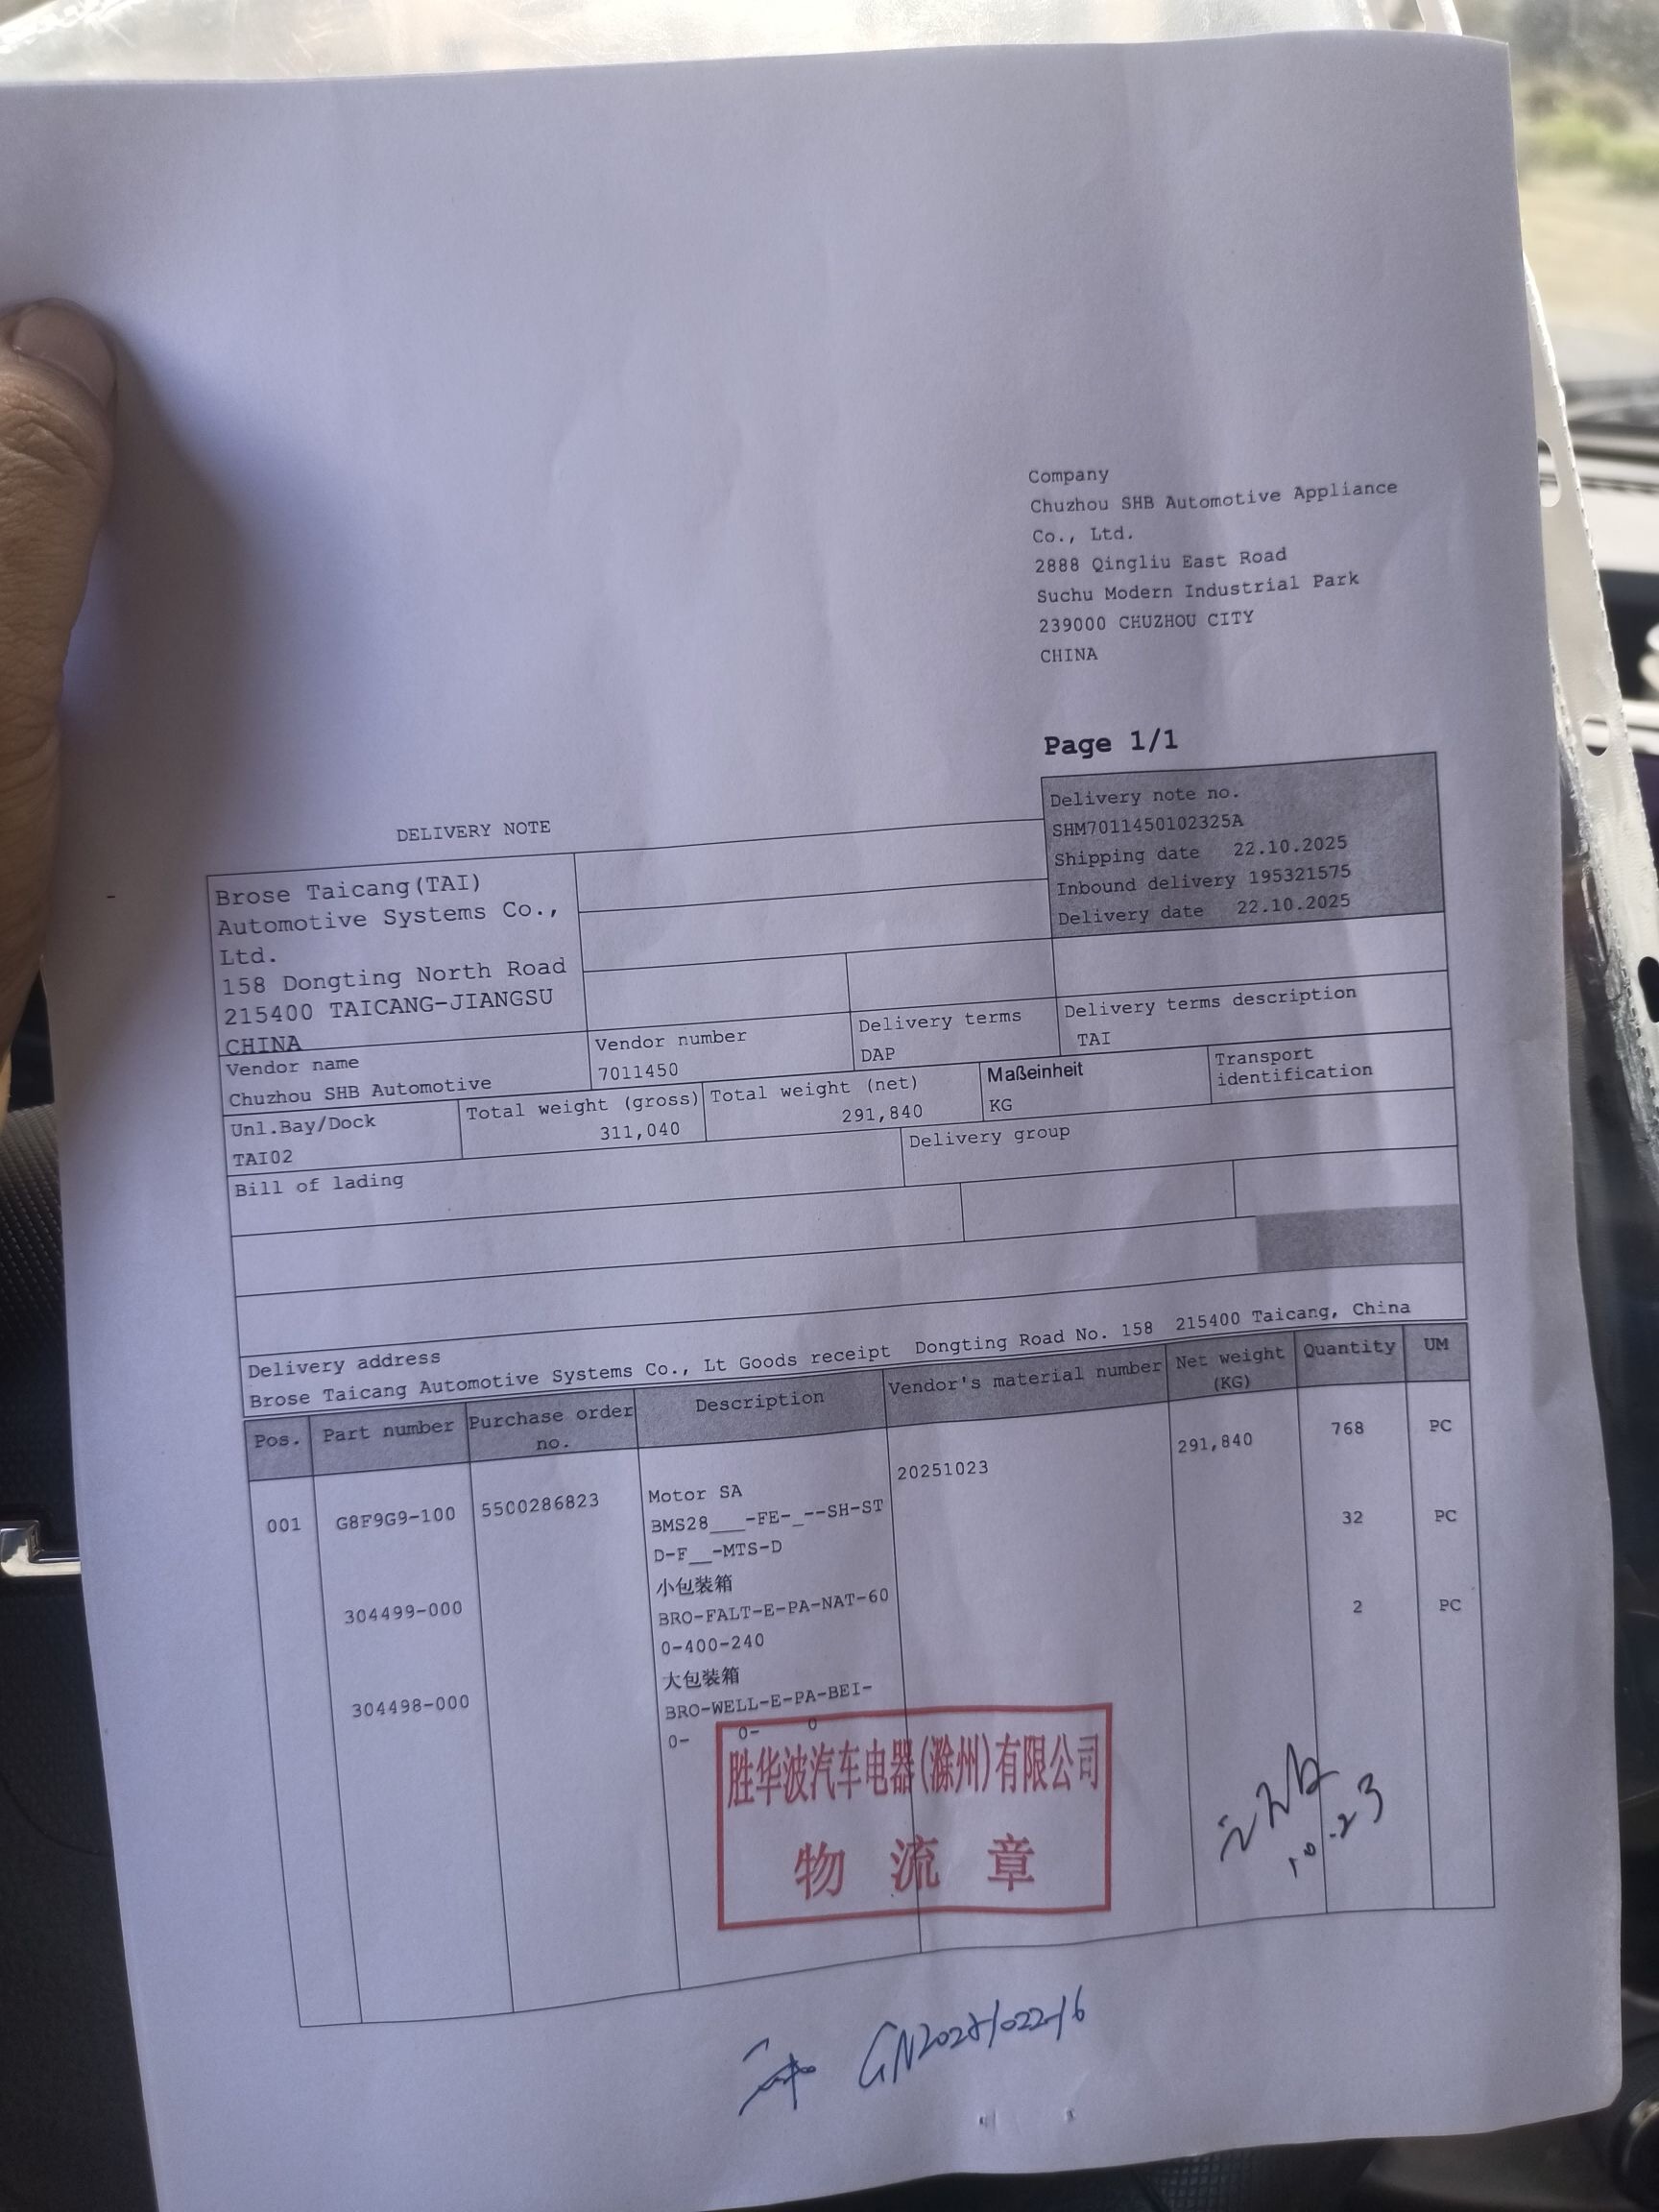 Company
Chuzhou SHB Automotive Appliance
Co., Ltd.
2888 Qingliu East Road
Suchu Modern Industrial Park
239000 CHUZHOU CITY
CHINA
Page 1/1
DELIVERY NOTE
Delivery note no.
SHM7011450102325A
Shipping date 22.10.2025
Inbound delivery 195321575
Delivery date 22.10.2025
Brose Taicang(TAI)
Automotive Systems Co.,
Ltd.
158 Dongting North Road
215400 TAICANG-JIANGSU
CHINA
Vendor name
Chuzhou SHB Automotive
Vendor number
7011450
Delivery terms
DAP
Delivery terms description
TAI
Unl.Bay/Dock
TAI02
Total weight (gross)
311,040
Total weight (net)
291,840
Maßeinheit
KG
Transport
identification
Bill of lading
Delivery group
Delivery address
Brose Taicang Automotive Systems Co., Lt Goods receipt Dongting Road No. 158 215400 Taicang, China
Pos. Part number Purchase order no. Description Vendor's material number Net weight (KG) Quantity UM
001 G8F9G9-100 5500286823 Motor SA 20251023 291,840 768 PC
BMS28___-FE-_--SH-ST
D-F__-MTS-D
304499-000 小包装箱 32 PC
BRO-FALT-E-PA-NAT-60
0-400-240
304498-000 大包装箱 2 PC
BRO-WELL-E-PA-BEI-
0- 0- 0
胜华波汽车电器(滁州)有限公司
物流章
10.23
GN20251022-16